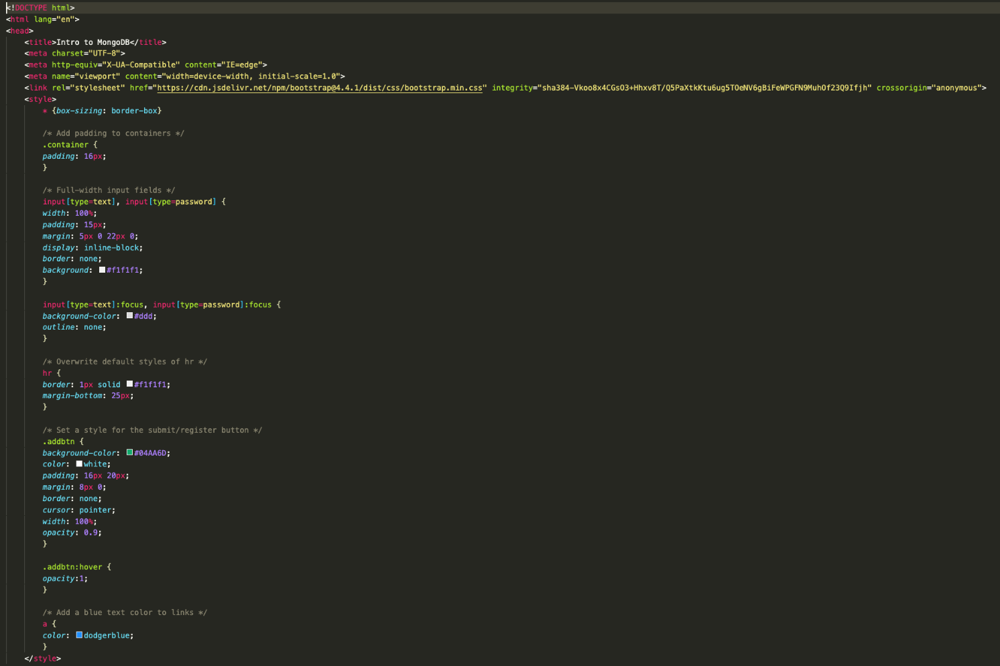 <!DOCTYPE html>
<html lang="en">
<head>
<title>Intro to MongoDB</title>
<meta charset="UTF-8">
<meta http-equiv="X-UA-Compatible" content="IE=edge">
<meta name="viewport" content="width=device-width, initial-scale=1.0">
<link rel="stylesheet" href="https://cdn.jsdelivr.net/npm/bootstrap@4.4.1/dist/css/bootstrap.min.css" integrity="sha384-Vkoo8x4CGsO3+Hhxv8T/Q5PaXtkKtu6ug5TOeNV6gBiFeWPGFN9MuhOf23Q9Ifjh" crossorigin="anonymous">
<style>
* {box-sizing: border-box}
/* Add padding to containers */
.container {
padding: 16px;
}
/* Full-width input fields */
input[type=text], input[type=password] {
width: 100%;
padding: 15px;
margin: 5px 0 22px 0;
display: inline-block;
border: none;
background: #f1f1f1;
}
input[type=text]:focus, input[type=password]:focus {
background-color: #ddd;
outline: none;
}
/* Overwrite default styles of hr */
hr {
border: 1px solid #f1f1f1;
margin-bottom: 25px;
}
/* Set a style for the submit/register button */
.addbtn {
background-color: #04AA6D;
color: white;
padding: 16px 20px;
margin: 8px 0;
border: none;
cursor: pointer;
width: 100%;
opacity: 0.9;
}
.addbtn:hover {
opacity:1;
}
/* Add a blue text color to links */
a {
color: dodgerblue;
}
</style>